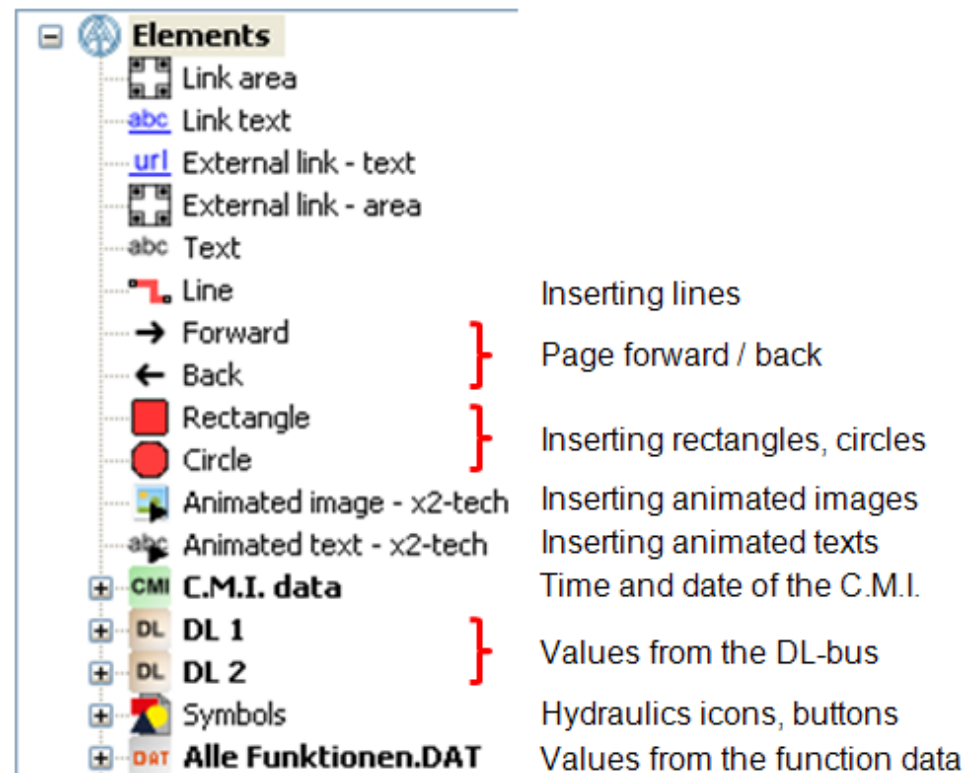 Elements
Link area
abc Link text
url External link - text
External link - area
abc Text
Line Inserting lines
Forward
Page forward / back
Back
Rectangle
Inserting rectangles, circles
Circle
Animated image - x2-tech Inserting animated images
abc Animated text - x2-tech Inserting animated texts
CMI C.M.I. data Time and date of the C.M.I.
DL DL 1
Values from the DL-bus
DL DL 2
Symbols Hydraulics icons, buttons
DAT Alle Funktionen.DAT Values from the function data